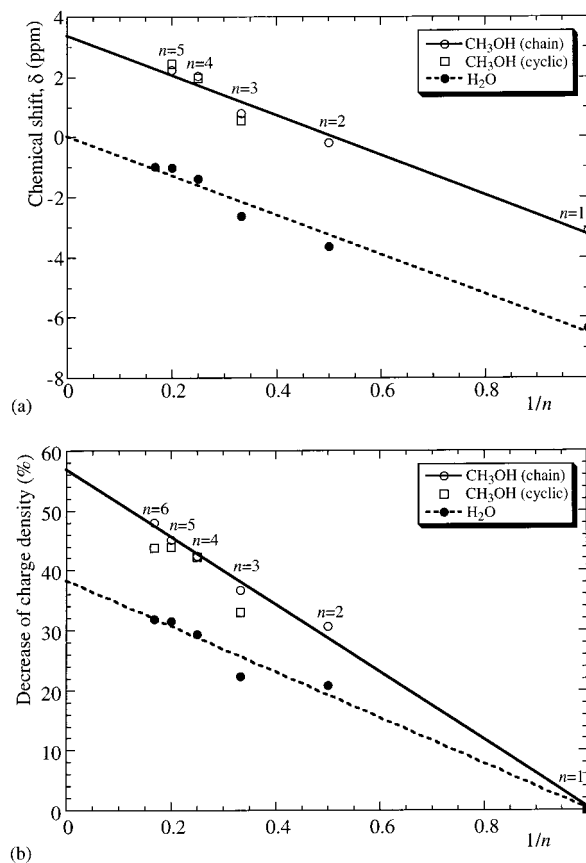 Chemical shift, δ (ppm)
4
2
0
-2
-4
-6
-8
n=5
n=4
n=3
n=2
n=1
CH₃OH (chain)
CH₃OH (cyclic)
H₂O
0
0.2
0.4
0.6
0.8
1/n
(a)
Decrease of charge density (%)
60
50
40
30
20
10
0
n=6
n=5
n=4
n=3
n=2
n=1
CH₃OH (chain)
CH₃OH (cyclic)
H₂O
0
0.2
0.4
0.6
0.8
1/n
(b)